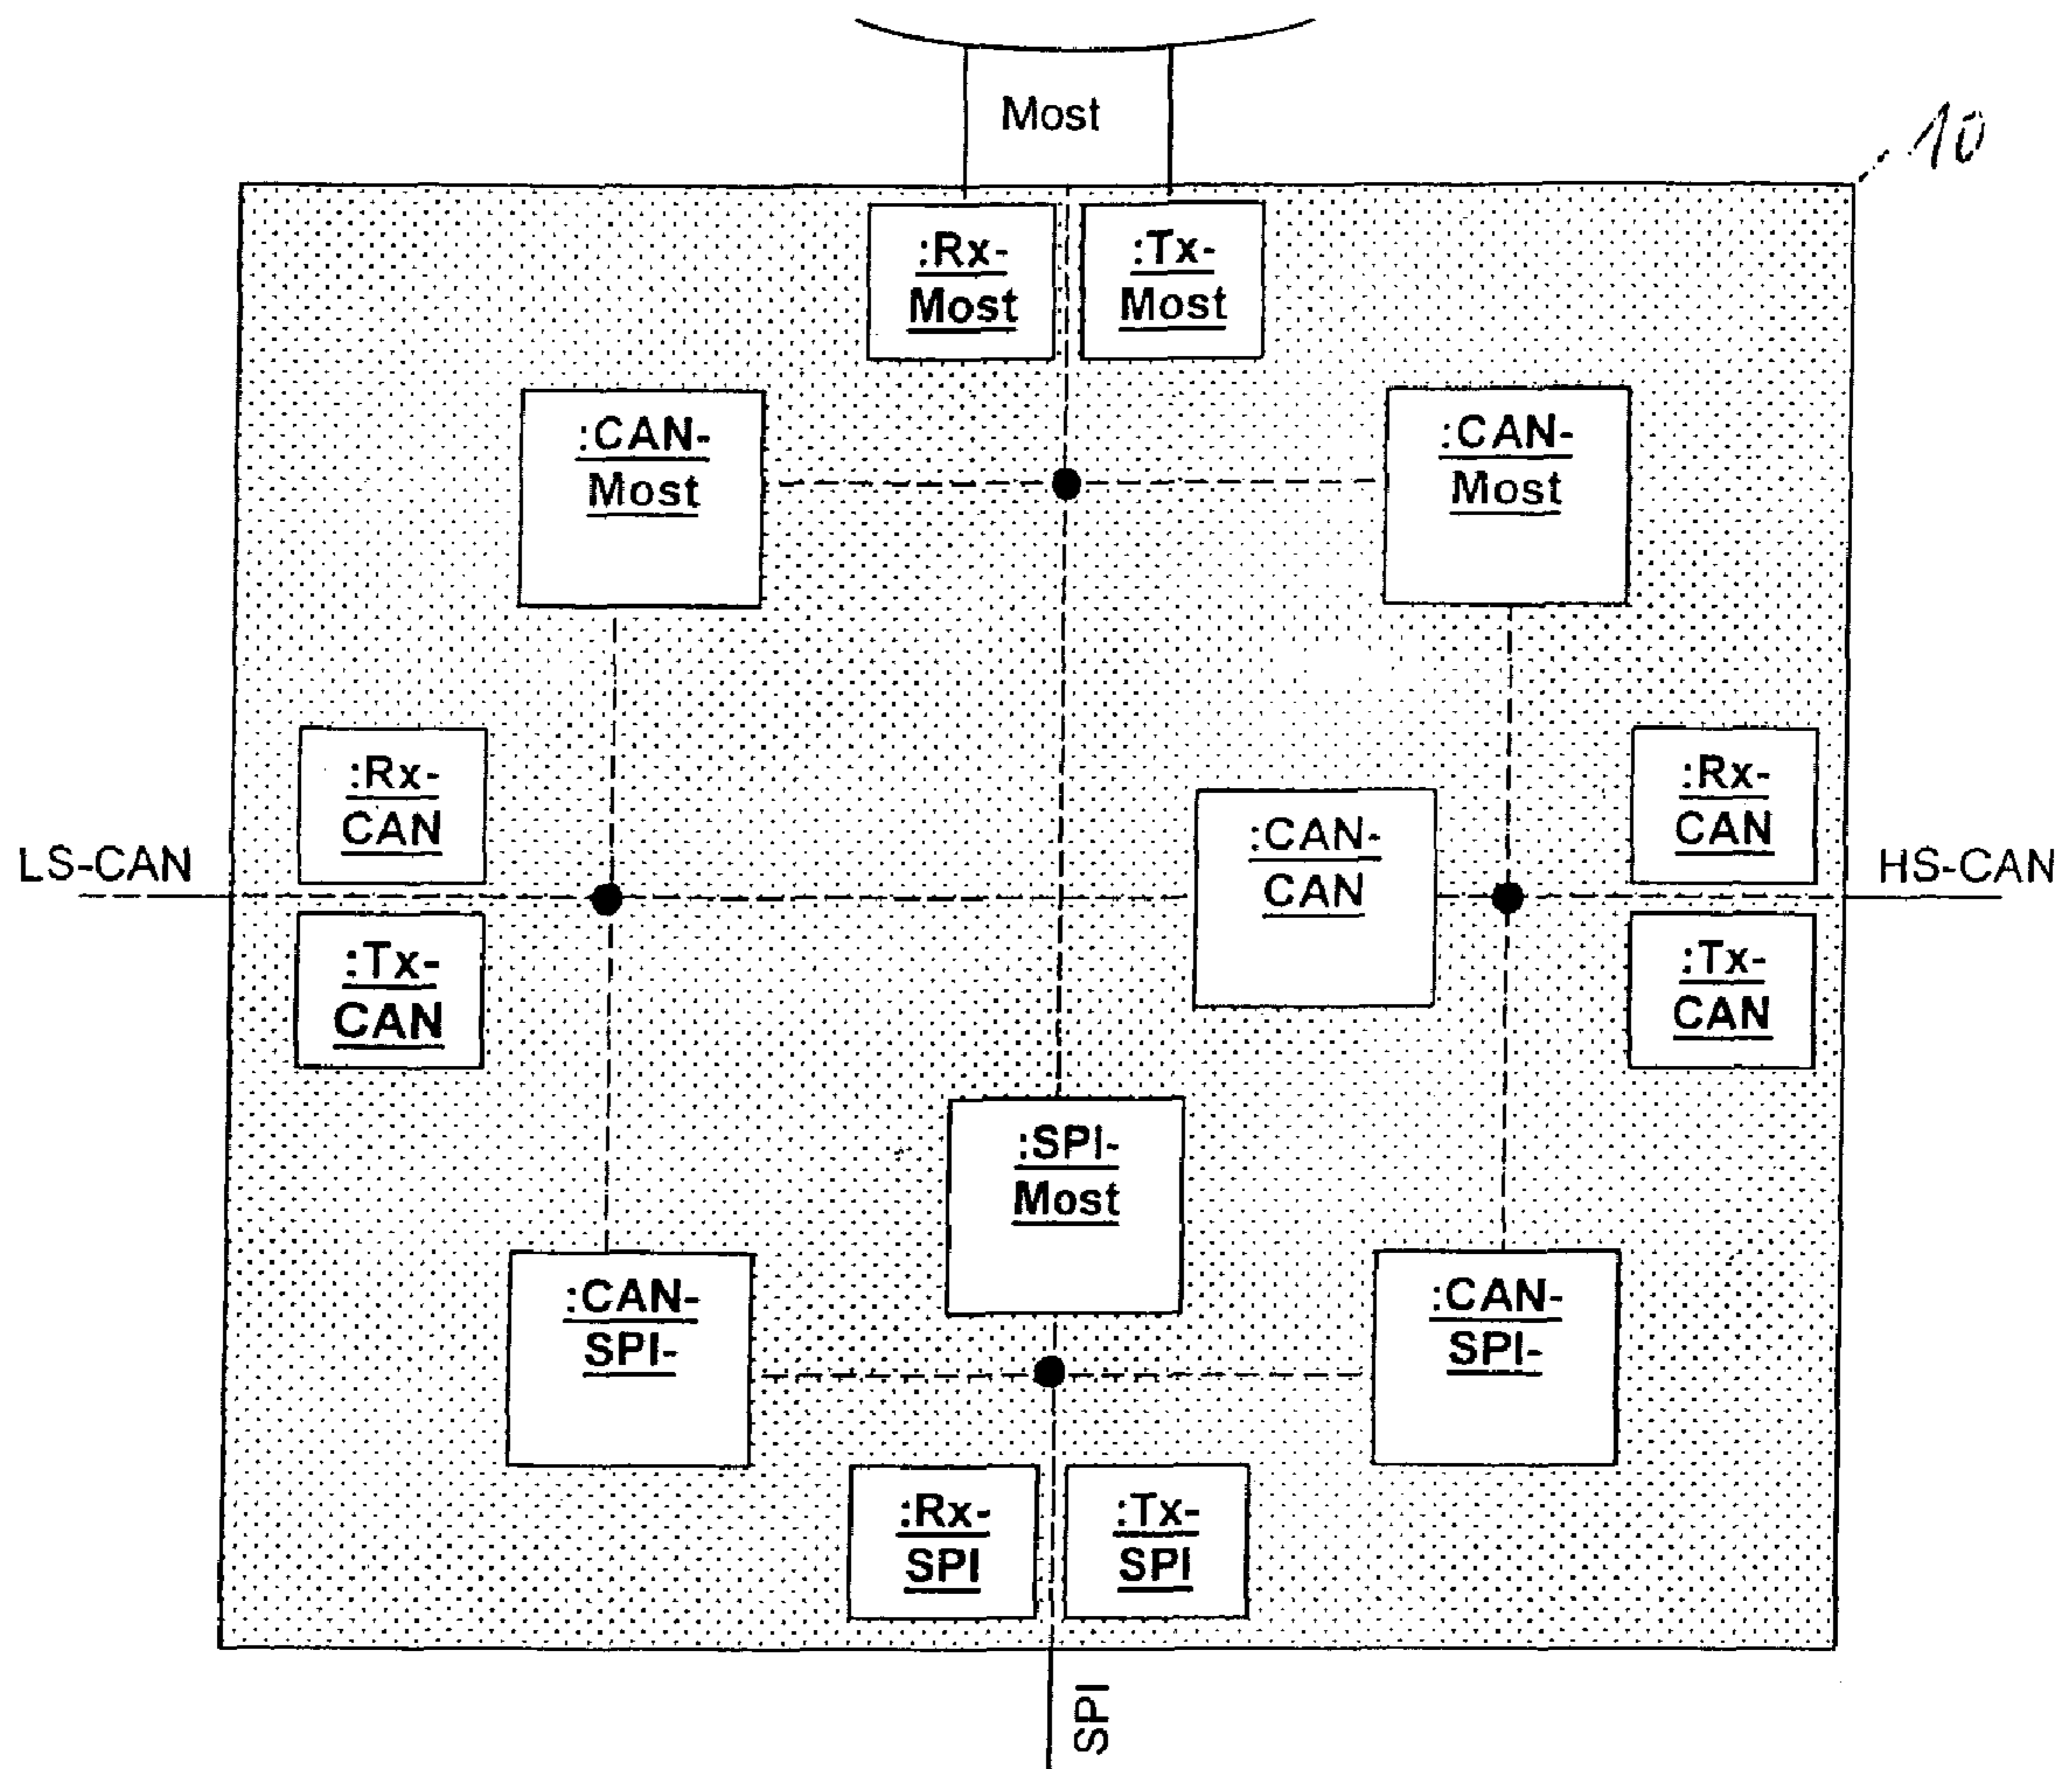 Most
10
:Rx-
Most
:Tx-
Most
:CAN-
Most
:CAN-
Most
:Rx-
CAN
:Rx-
CAN
LS-CAN
:CAN-
CAN
HS-CAN
:Tx-
CAN
:Tx-
CAN
:SPI-
Most
:CAN-
SPI-
:CAN-
SPI-
:Rx-
SPI
:Tx-
SPI
SPI